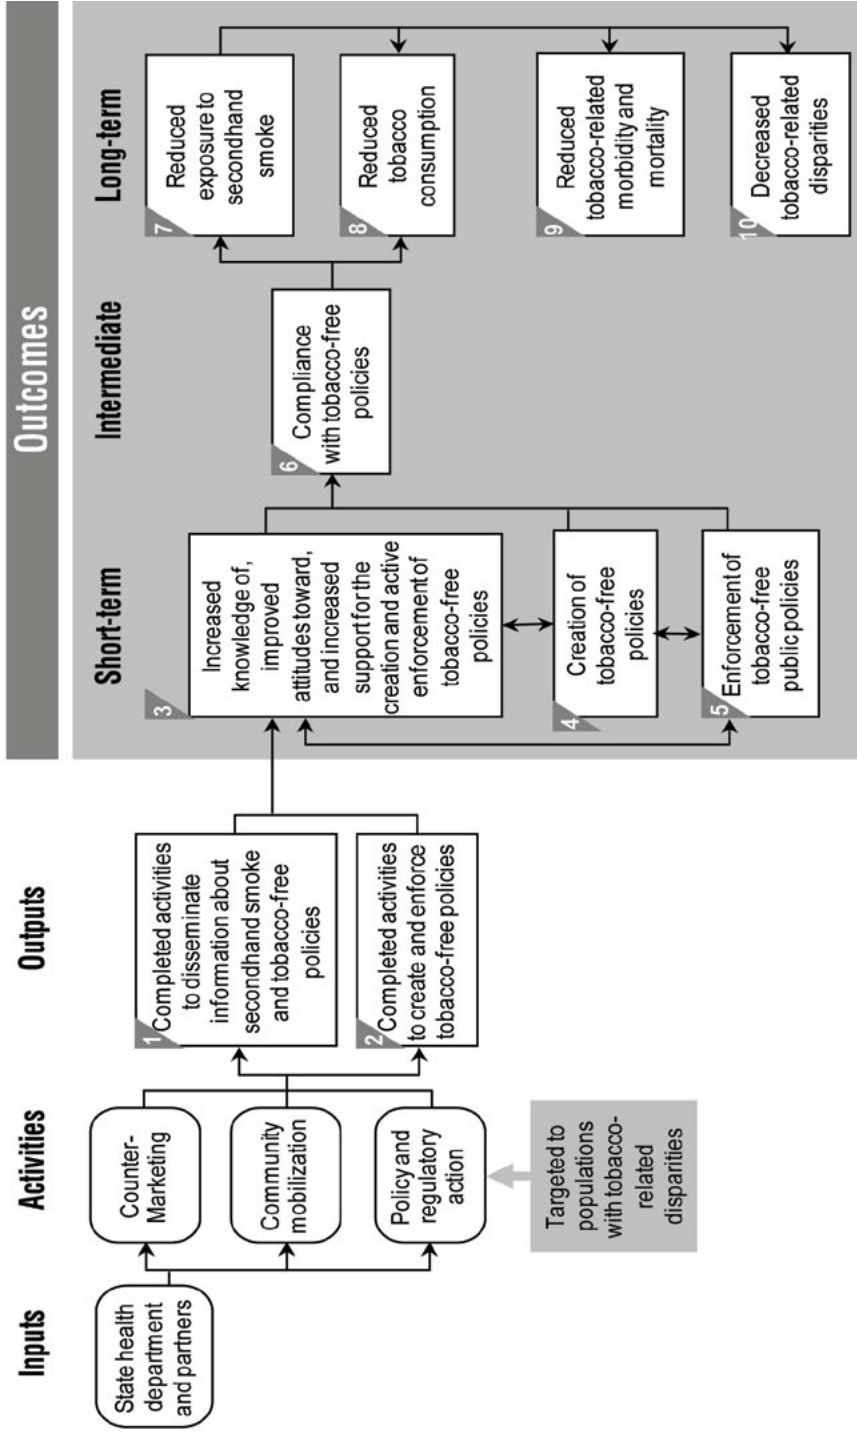 Outcomes
Inputs
Activities
Outputs
Short-term
Intermediate
Long-term
State health
department
and partners
Counter-
Marketing
Community
mobilization
Policy and
regulatory
action
Targeted to
populations
with tobacco-
related
disparities
1
Completed activities
to disseminate
information about
secondhand smoke
and tobacco-free
policies
2
Completed activities
to create and enforce
tobacco-free policies
3
Increased
knowledge of,
improved
attitudes toward,
and increased
support for the
creation and active
enforcement of
tobacco-free
policies
4
Creation of
tobacco-free
policies
5
Enforcement of
tobacco-free
public policies
6
Compliance
with tobacco-free
policies
7
Reduced
exposure to
secondhand
smoke
8
Reduced
tobacco
consumption
9
Reduced
tobacco-related
morbidity and
mortality
10
Decreased
tobacco-related
disparities